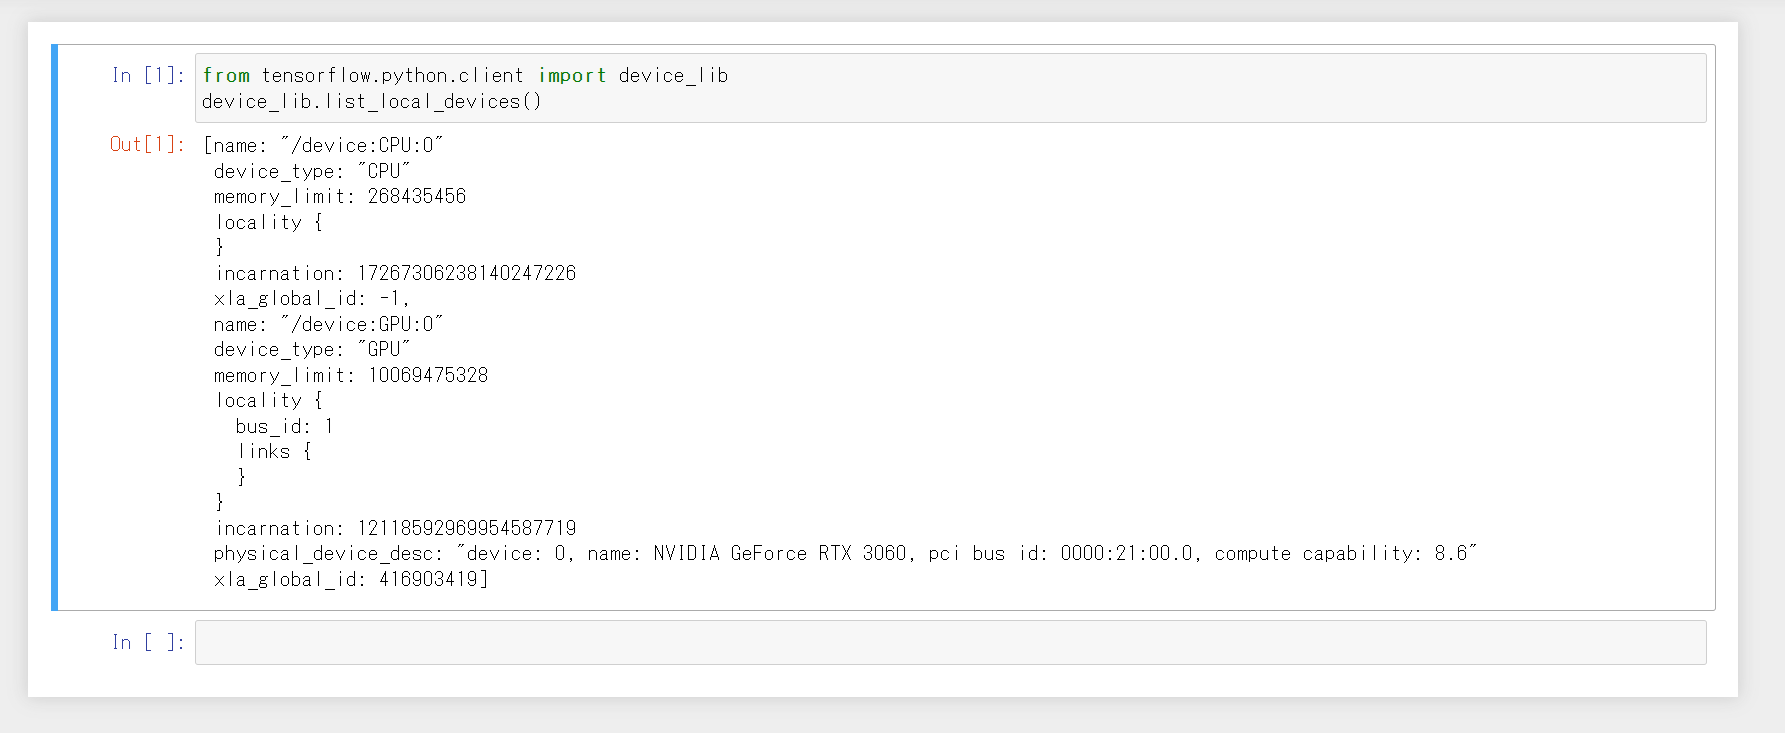 In [1]: from tensorflow.python.client import device_lib
device_lib.list_local_devices()
Out[1]: [name: "/device:CPU:0"
device_type: "CPU"
memory_limit: 268435456
locality {
}
incarnation: 17267306238140247226
xla_global_id: -1,
name: "/device:GPU:0"
device_type: "GPU"
memory_limit: 10069475328
locality {
bus_id: 1
links {
}
}
incarnation: 12118592969954587719
physical_device_desc: "device: 0, name: NVIDIA GeForce RTX 3060, pci bus id: 0000:21:00.0, compute capability: 8.6"
xla_global_id: 416903419]
In [ ]: